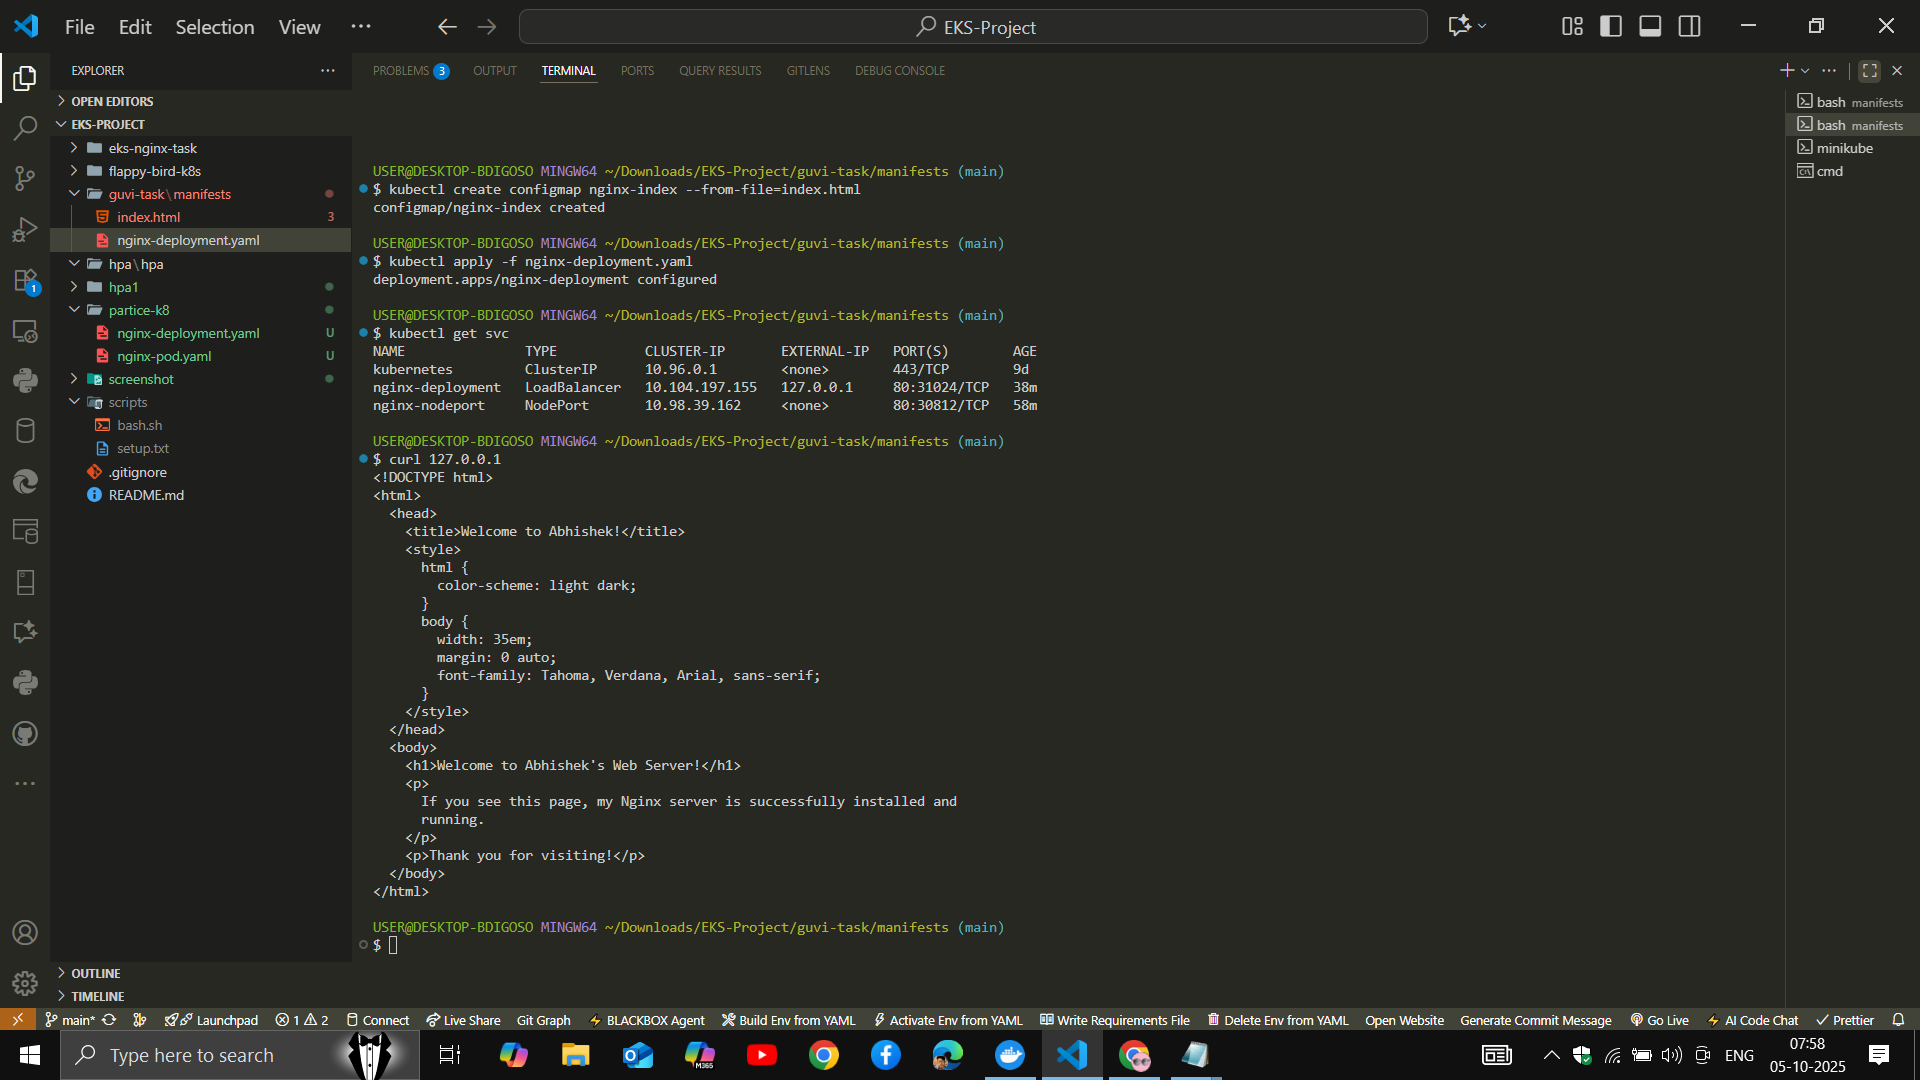 File Edit Selection View ···
EKS-Project
EXPLORER ···
OPEN EDITORS
EKS-PROJECT
eks-nginx-task
flappy-bird-k8s
guvi-task\manifests
index.html 3
nginx-deployment.yaml
hpa\hpa
hpa1
partice-k8
nginx-deployment.yaml U
nginx-pod.yaml U
screenshot
scripts
bash.sh
setup.txt
.gitignore
README.md
OUTLINE
TIMELINE
1
PROBLEMS 3 OUTPUT TERMINAL PORTS QUERY RESULTS GITLENS DEBUG CONSOLE
USER@DESKTOP-BDIGOSO MINGW64 ~/Downloads/EKS-Project/guvi-task/manifests (main)
$ kubectl create configmap nginx-index --from-file=index.html
configmap/nginx-index created
USER@DESKTOP-BDIGOSO MINGW64 ~/Downloads/EKS-Project/guvi-task/manifests (main)
$ kubectl apply -f nginx-deployment.yaml
deployment.apps/nginx-deployment configured
USER@DESKTOP-BDIGOSO MINGW64 ~/Downloads/EKS-Project/guvi-task/manifests (main)
$ kubectl get svc
NAME TYPE CLUSTER-IP EXTERNAL-IP PORT(S) AGE
kubernetes ClusterIP 10.96.0.1 <none> 443/TCP 9d
nginx-deployment LoadBalancer 10.104.197.155 127.0.0.1 80:31024/TCP 38m
nginx-nodeport NodePort 10.98.39.162 <none> 80:30812/TCP 58m
USER@DESKTOP-BDIGOSO MINGW64 ~/Downloads/EKS-Project/guvi-task/manifests (main)
$ curl 127.0.0.1
<!DOCTYPE html>
<html>
<head>
<title>Welcome to Abhishek!</title>
<style>
html {
color-scheme: light dark;
}
body {
width: 35em;
margin: 0 auto;
font-family: Tahoma, Verdana, Arial, sans-serif;
}
</style>
</head>
<body>
<h1>Welcome to Abhishek's Web Server!</h1>
<p>
If you see this page, my Nginx server is successfully installed and
running.
</p>
<p>Thank you for visiting!</p>
</body>
</html>
USER@DESKTOP-BDIGOSO MINGW64 ~/Downloads/EKS-Project/guvi-task/manifests (main)
$
bash manifests
bash manifests
minikube
cmd
main* Launchpad 1 2 Connect Live Share Git Graph BLACKBOX Agent Build Env from YAML Activate Env from YAML Write Requirements File Delete Env from YAML Open Website Generate Commit Message Go Live AI Code Chat Prettier
Type here to search
M365
ENG
07:58
05-10-2025